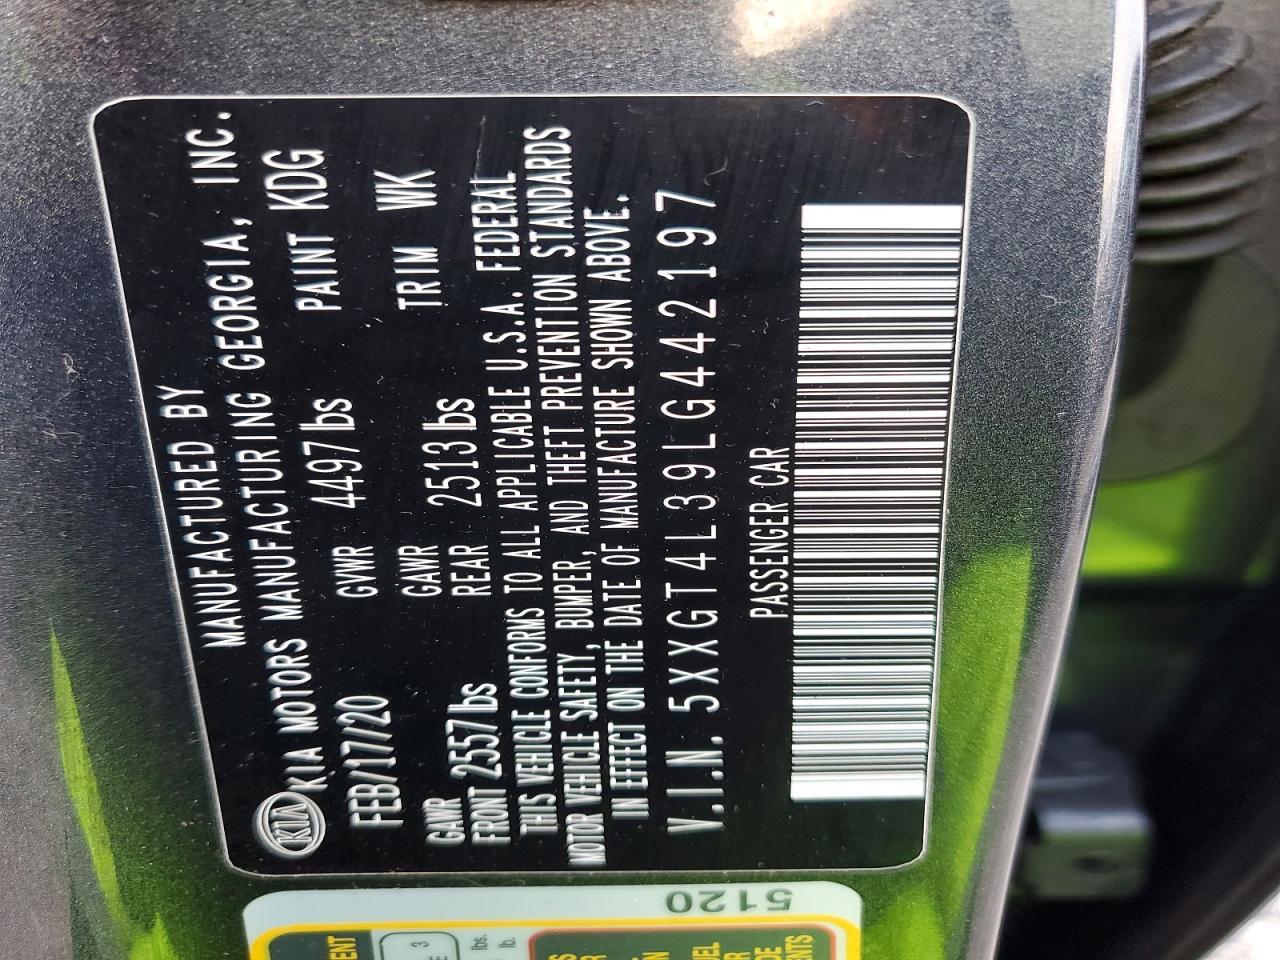 MANUFACTURED BY
KIA KIA MOTORS MANUFACTURING GEORGIA, INC.
FEB/17/20 GVWR 4497lbs PAINT KDG
GAWR FRONT 2557lbs GAWR REAR 2513lbs TRIM WK
THIS VEHICLE CONFORMS TO ALL APPLICABLE U.S.A. FEDERAL
MOTOR VEHICLE SAFETY, BUMPER, AND THEFT PREVENTION STANDARDS
IN EFFECT ON THE DATE OF MANUFACTURE SHOWN ABOVE.
V.I.N. 5XXGT4L39LG442197
PASSENGER CAR
5120